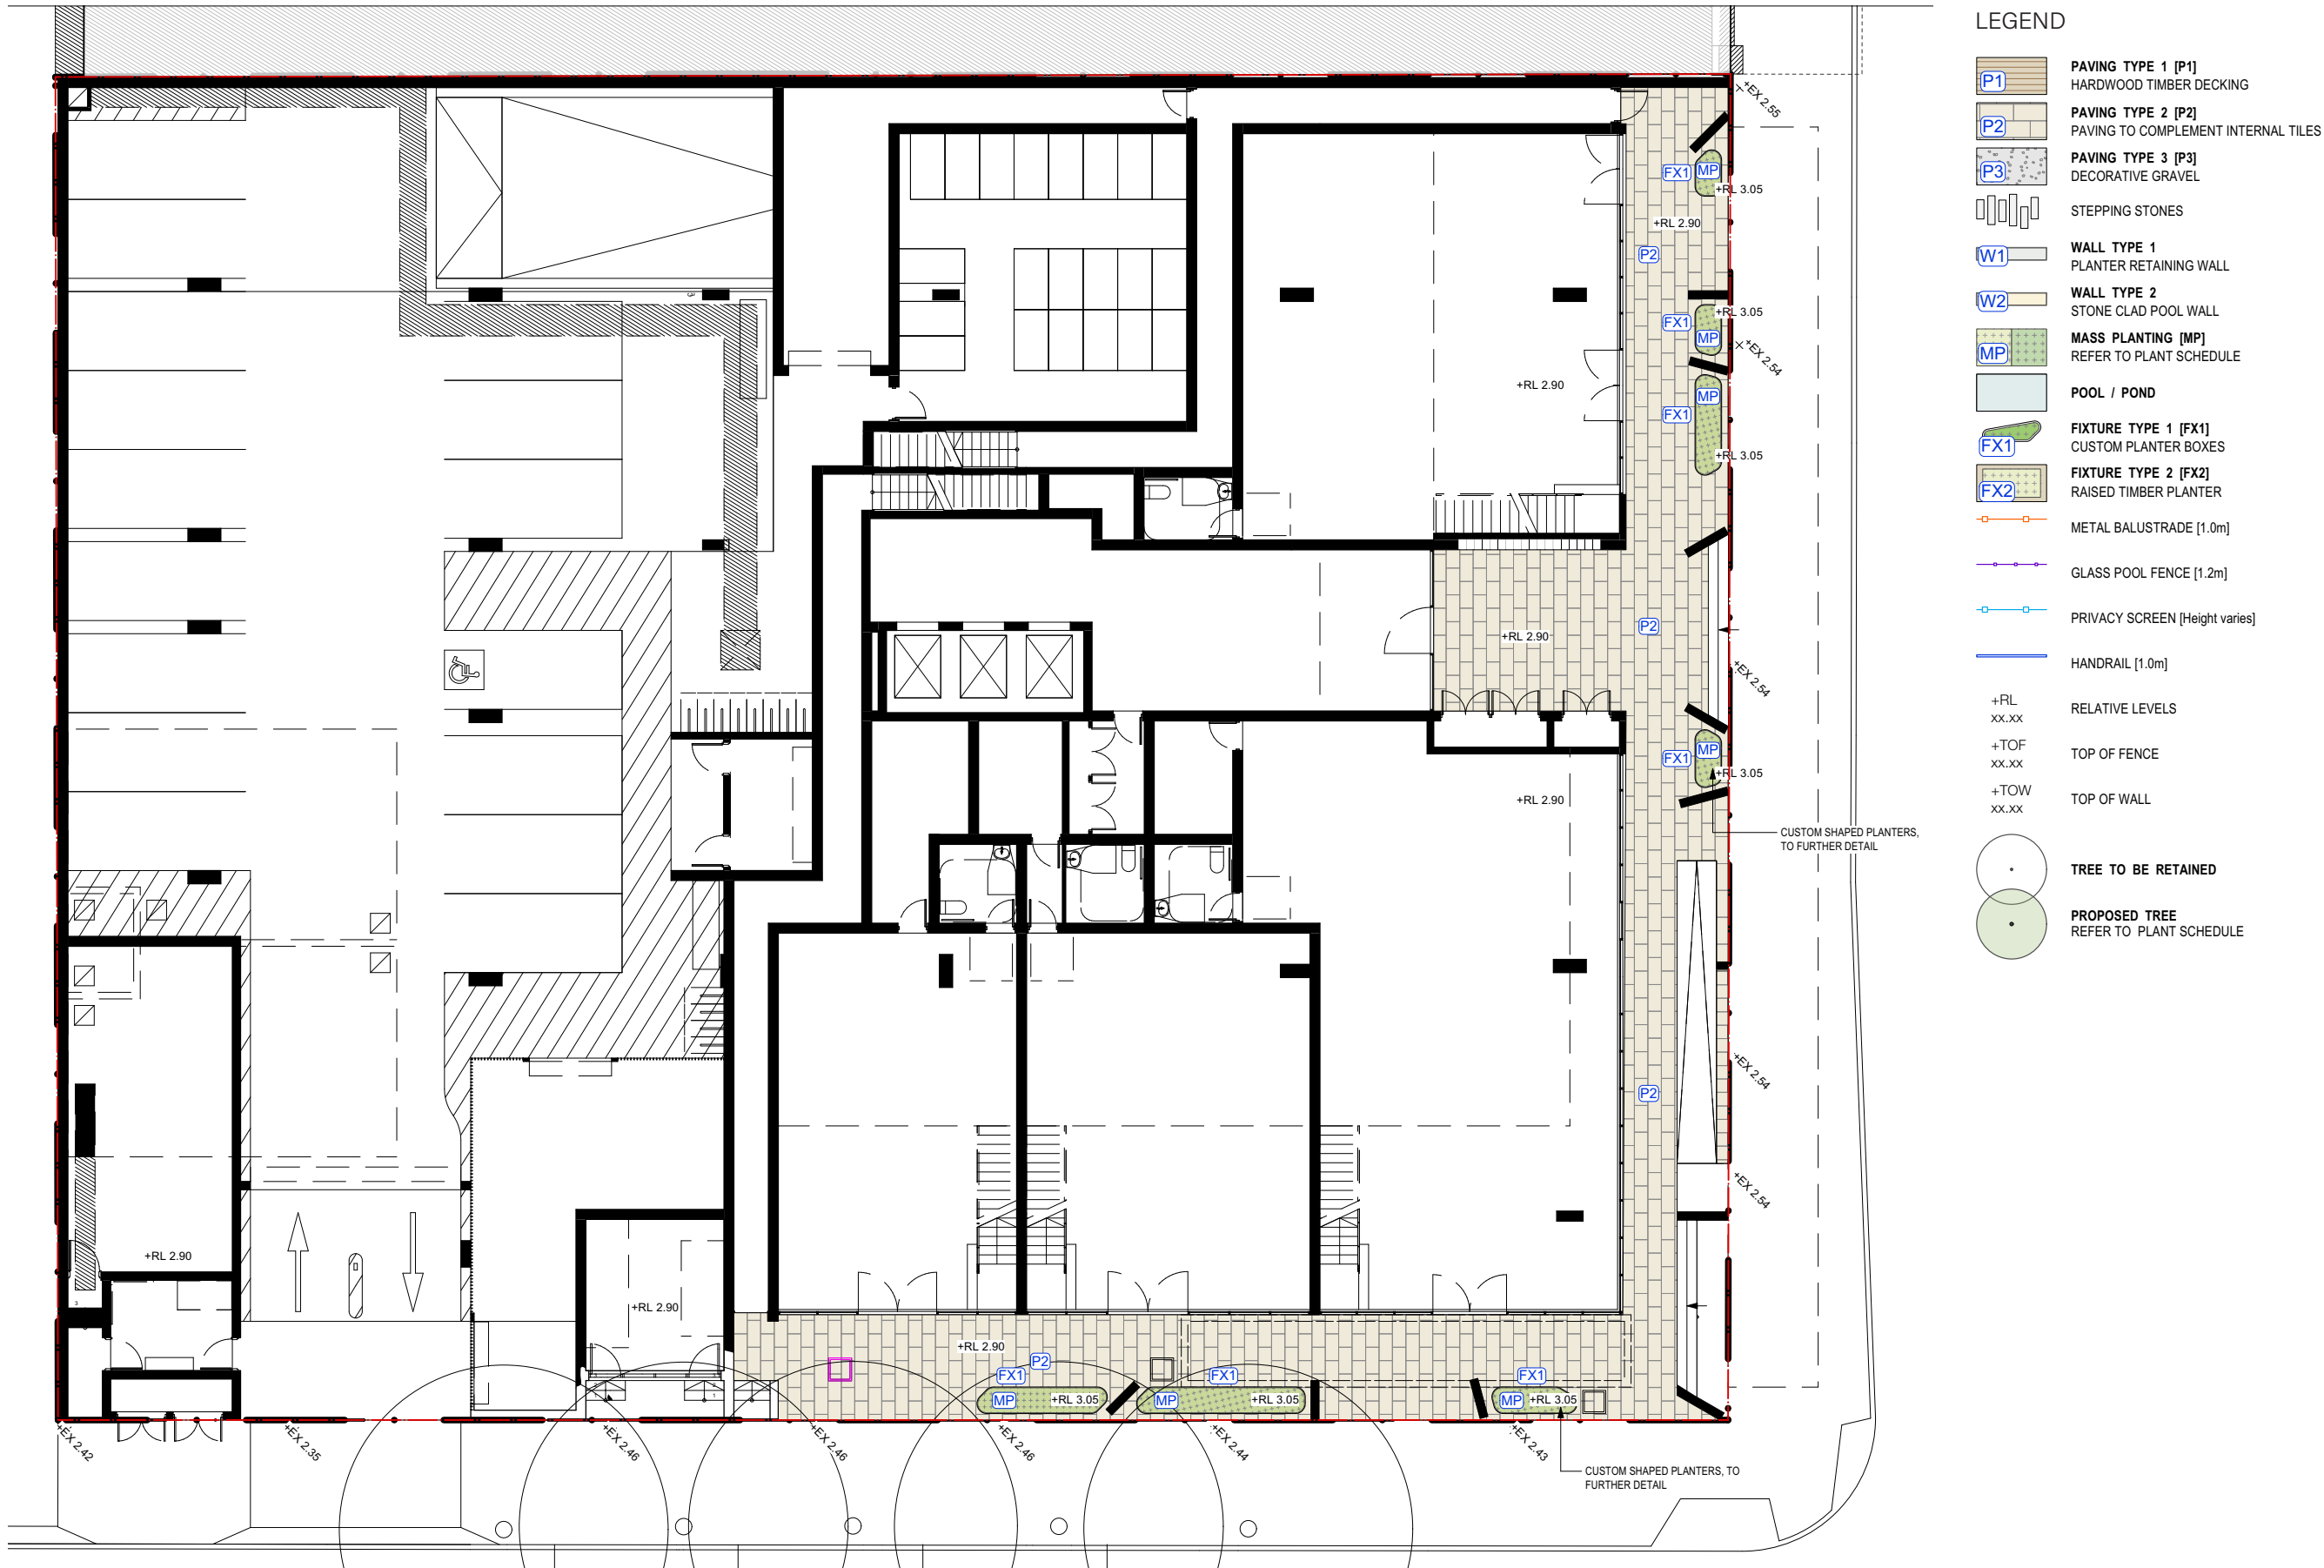 LEGEND
P1
PAVING TYPE 1 [P1]
HARDWOOD TIMBER DECKING
P2
PAVING TYPE 2 [P2]
PAVING TO COMPLEMENT INTERNAL TILES
P3
PAVING TYPE 3 [P3]
DECORATIVE GRAVEL
STEPPING STONES
W1
WALL TYPE 1
PLANTER RETAINING WALL
W2
WALL TYPE 2
STONE CLAD POOL WALL
MP
MASS PLANTING [MP]
REFER TO PLANT SCHEDULE
POOL / POND
FX1
FIXTURE TYPE 1 [FX1]
CUSTOM PLANTER BOXES
FX2
FIXTURE TYPE 2 [FX2]
RAISED TIMBER PLANTER
METAL BALUSTRADE [1.0m]
GLASS POOL FENCE [1.2m]
PRIVACY SCREEN [Height varies]
HANDRAIL [1.0m]
+RL
xx.xx
RELATIVE LEVELS
+TOF
xx.xx
TOP OF FENCE
+TOW
xx.xx
TOP OF WALL
TREE TO BE RETAINED
PROPOSED TREE
REFER TO PLANT SCHEDULE
+EX 2.55
FX1
MP
+RL 3.05
+RL 2.90
P2
+RL 3.05
FX1
MP
+EX 2.54
+RL 2.90
MP
FX1
+RL 3.05
P2
+RL 2.90
+EX 2.54
MP
FX1
+RL 3.05
+RL 2.90
CUSTOM SHAPED PLANTERS,
TO FURTHER DETAIL
+EX 2.54
P2
+EX 2.54
+RL 2.90
3
+RL 2.90
+RL 2.90
P2
FX1
FX1
FX1
MP
+RL 3.05
MP
+RL 3.05
MP
+RL 3.05
+EX 2.42
+EX 2.35
+EX 2.46
+EX 2.46
+EX 2.46
+EX 2.44
+EX 2.43
CUSTOM SHAPED PLANTERS, TO
FURTHER DETAIL